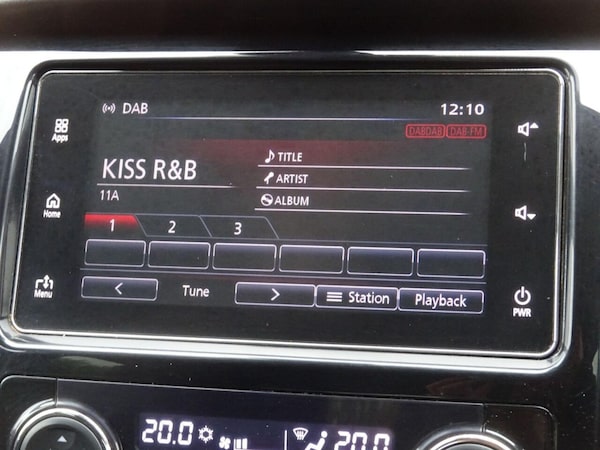 DAB
12:10
Apps
DABDAB DAB-FM
TITLE
KISS R&B
ARTIST
Home
11A
ALBUM
1 2 3
Menu
< Tune > Station Playback
PWR
20.0 20.0